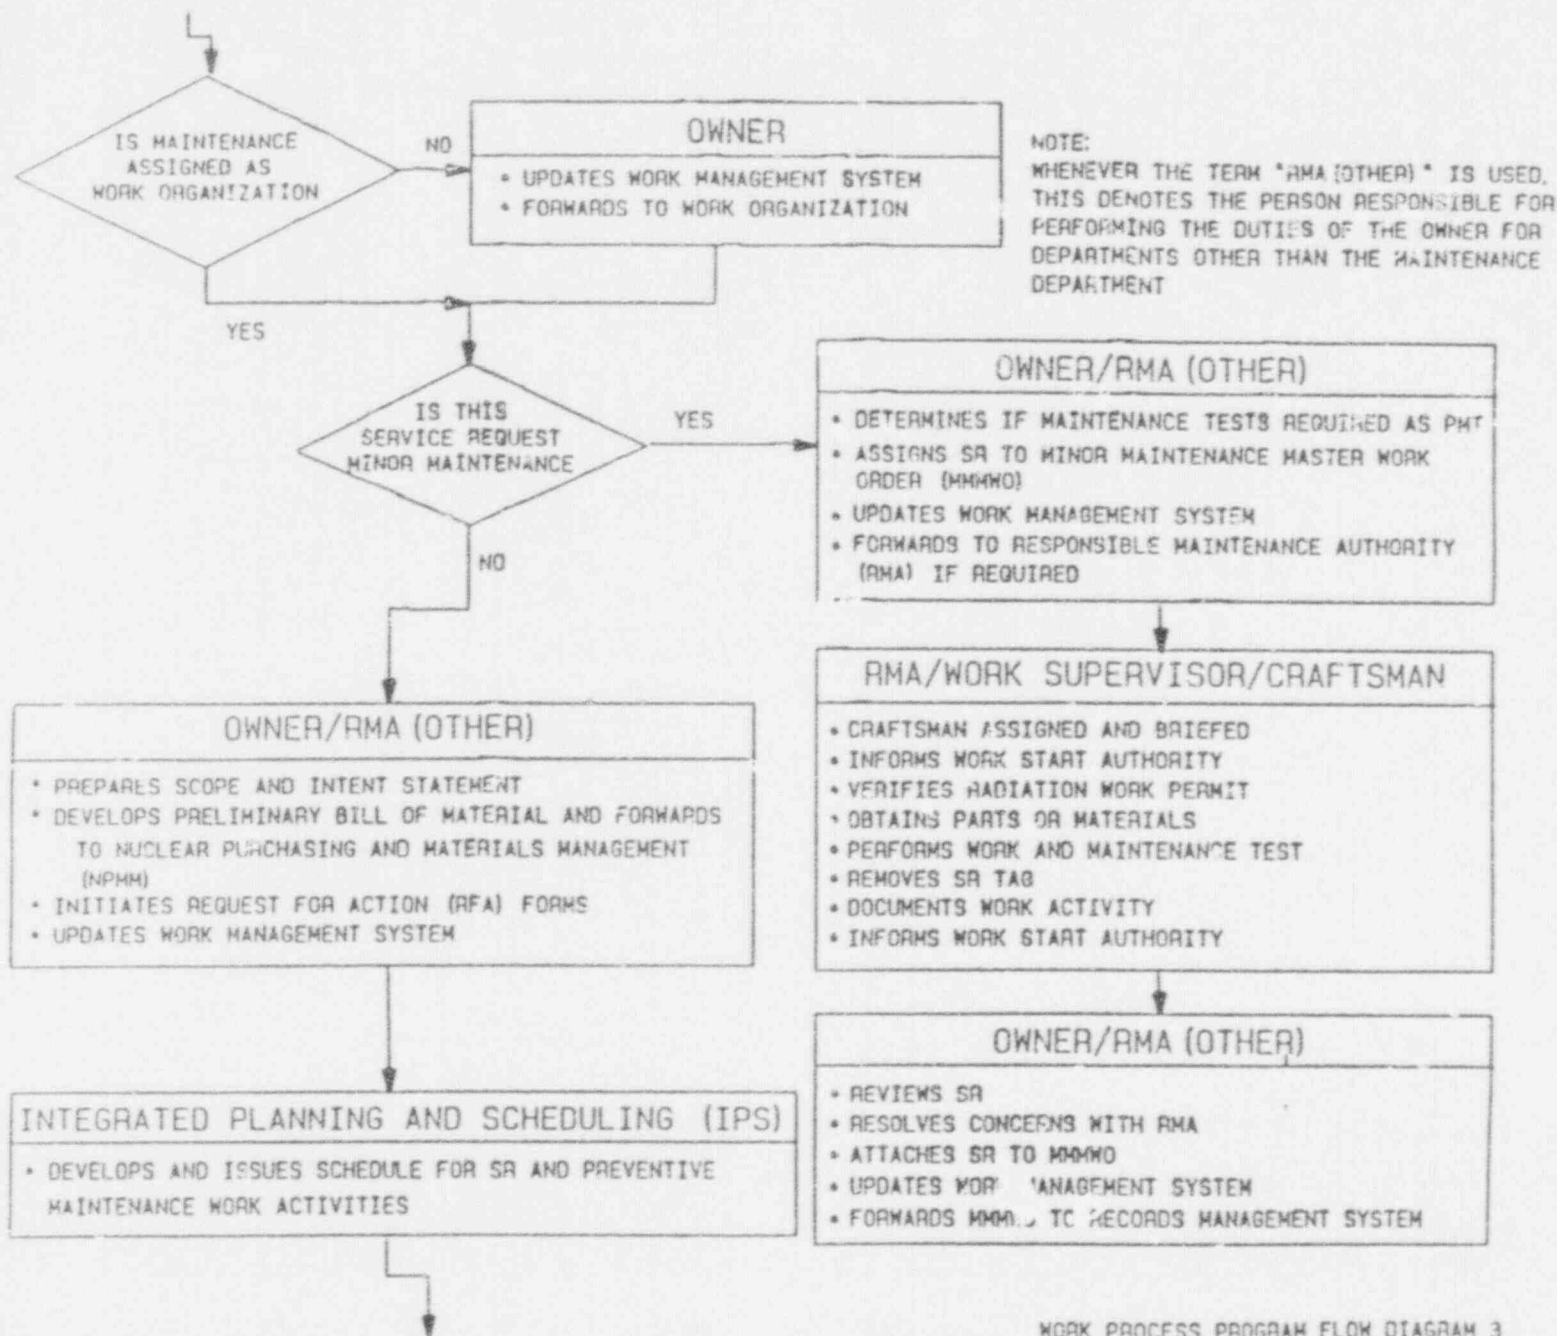 IS MAINTENANCE
ASSIGNED AS
WORK ORGANIZATION
NO
YES
OWNER
• UPDATES WORK MANAGEMENT SYSTEM
• FORWARDS TO WORK ORGANIZATION
NOTE:
WHENEVER THE TERM "RMA (OTHER)" IS USED,
THIS DENOTES THE PERSON RESPONSIBLE FOR
PERFORMING THE DUTIES OF THE OWNER FOR
DEPARTMENTS OTHER THAN THE MAINTENANCE
DEPARTMENT
IS THIS
SERVICE REQUEST
MINOR MAINTENANCE
YES
NO
OWNER/RMA (OTHER)
• DETERMINES IF MAINTENANCE TESTS REQUIRED AS PMT
• ASSIGNS SR TO MINOR MAINTENANCE MASTER WORK
ORDER (MMMWO)
• UPDATES WORK MANAGEMENT SYSTEM
• FORWARDS TO RESPONSIBLE MAINTENANCE AUTHORITY
(RMA) IF REQUIRED
RMA/WORK SUPERVISOR/CRAFTSMAN
• CRAFTSMAN ASSIGNED AND BRIEFED
• INFORMS WORK START AUTHORITY
• VERIFIES RADIATION WORK PERMIT
• OBTAINS PARTS OR MATERIALS
• PERFORMS WORK AND MAINTENANCE TEST
• REMOVES SR TAG
• DOCUMENTS WORK ACTIVITY
• INFORMS WORK START AUTHORITY
OWNER/RMA (OTHER)
• REVIEWS SR
• RESOLVES CONCERNS WITH RMA
• ATTACHES SR TO MMMWO
• UPDATES WORK MANAGEMENT SYSTEM
• FORWARDS MMMWO TO RECORDS MANAGEMENT SYSTEM
OWNER/RMA (OTHER)
• PREPARES SCOPE AND INTENT STATEMENT
• DEVELOPS PRELIMINARY BILL OF MATERIAL AND FORWARDS
TO NUCLEAR PURCHASING AND MATERIALS MANAGEMENT
(NPMM)
• INITIATES REQUEST FOR ACTION (RFA) FORMS
• UPDATES WORK MANAGEMENT SYSTEM
INTEGRATED PLANNING AND SCHEDULING (IPS)
• DEVELOPS AND ISSUES SCHEDULE FOR SR AND PREVENTIVE
MAINTENANCE WORK ACTIVITIES
WORK PROCESS PROGRAM FLOW DIAGRAM 3